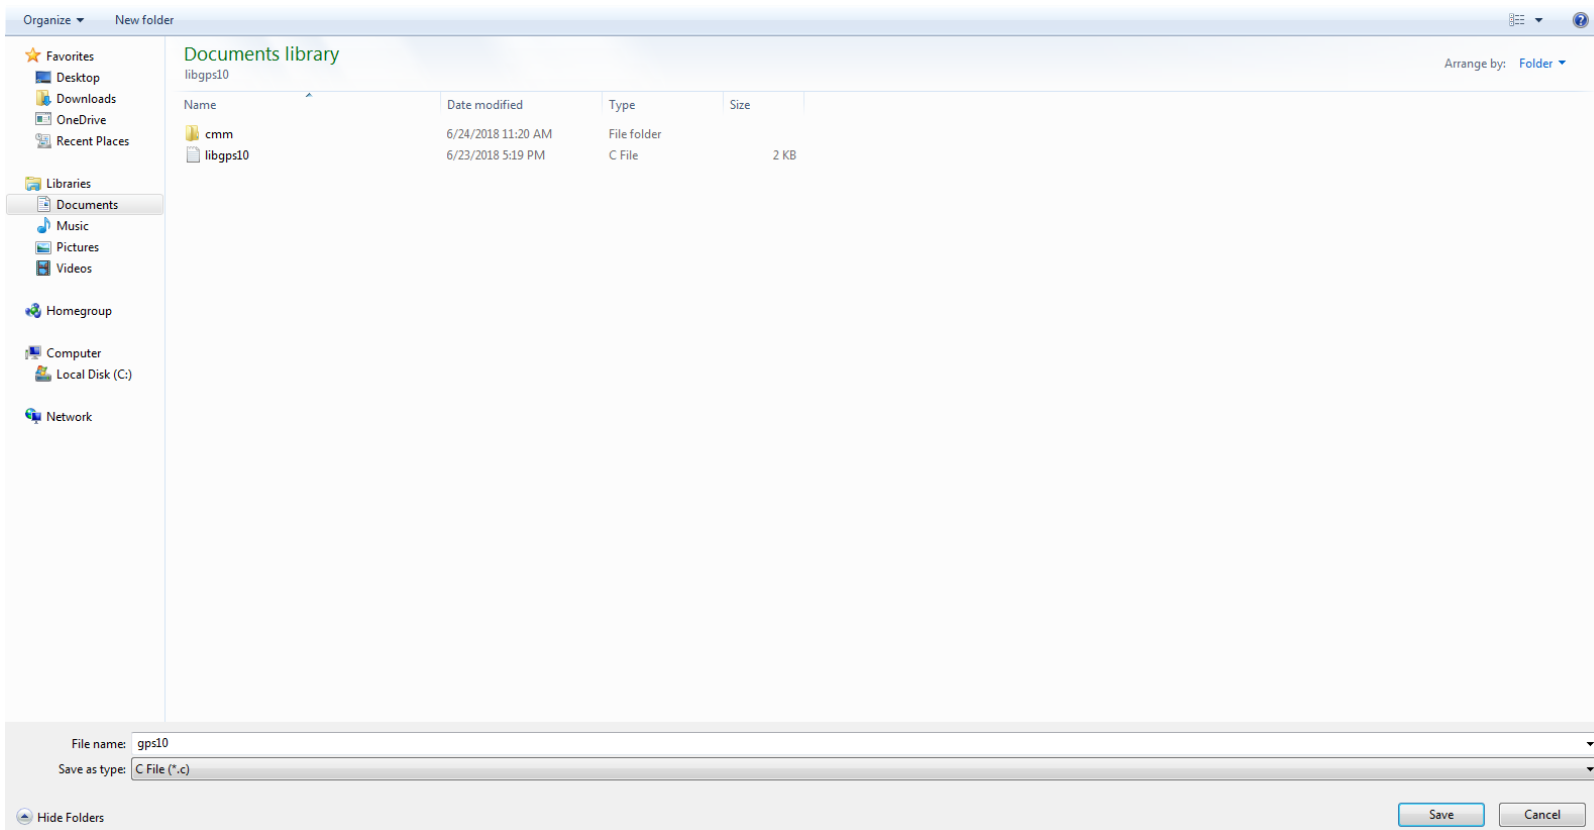 Organize New folder
Favorites
Desktop
Downloads
OneDrive
Recent Places
Libraries
Documents
Music
Pictures
Videos
Homegroup
Computer
Local Disk (C:)
Network
Documents library
libgps10
Arrange by: Folder
Name Date modified Type Size
cmm 6/24/2018 11:20 AM File folder
libgps10 6/23/2018 5:19 PM C File 2 KB
File name: gps10
Save as type: C File (*.c)
Hide Folders Save Cancel